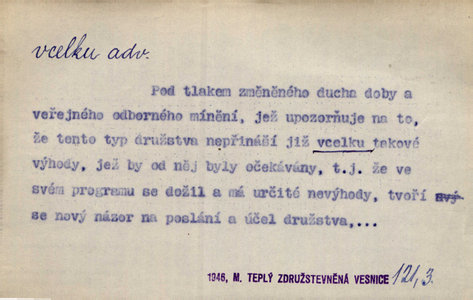 vcelku adv.
Pod tlakem změněného ducha doby a
veřejného odborného mínění, jež upozorňuje na to,
že tento typ družstva nepřináší již vcelku takové
výhody, jež by od něj byly očekávány, t.j. že ve
svém programu se dožil a má určité nevýhody, tvoří
se nový názor na poslání a účel družstva,...
1946, M. TEPLÝ ZDRUŽSTEVNĚNÁ VESNICE 121,3.